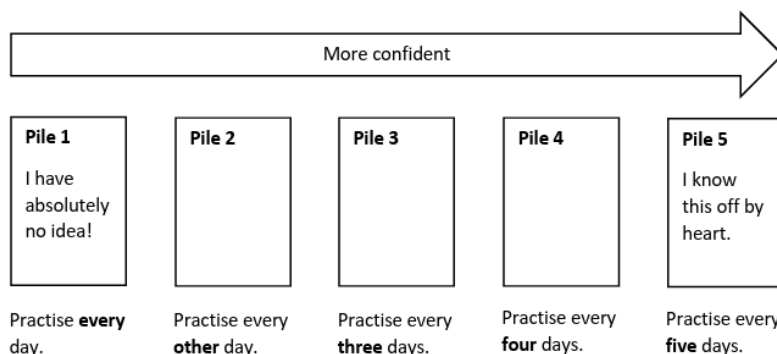 More confident
Pile 1
I have
absolutely
no idea!
Pile 2
Pile 3
Pile 4
Pile 5
I know
this off by
heart.
Practise every
day.
Practise every
other day.
Practise every
three days.
Practise every
four days.
Practise every
five days.